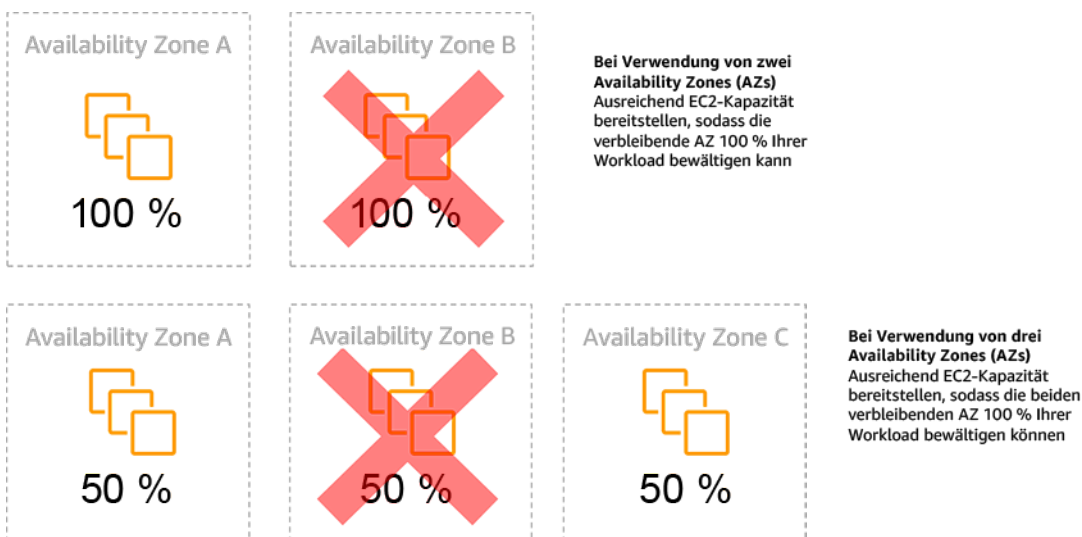 Availability Zone A
Availability Zone B
100 %
100 %
Bei Verwendung von zwei
Availability Zones (AZs)
Ausreichend EC2-Kapazität
bereitstellen, sodass die
verbleibende AZ 100 % Ihrer
Workload bewältigen kann
Availability Zone A
Availability Zone B
Availability Zone C
50 %
50 %
50 %
Bei Verwendung von drei
Availability Zones (AZs)
Ausreichend EC2-Kapazität
bereitstellen, sodass die beiden
verbleibenden AZ 100 % Ihrer
Workload bewältigen können